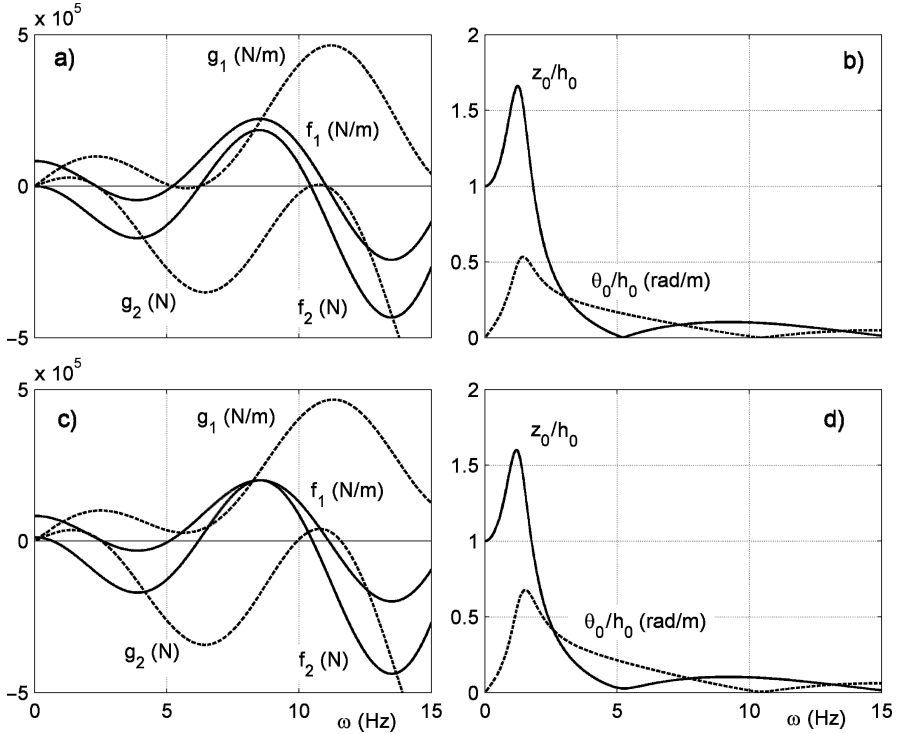 x 10^5
a)
g_1 (N/m)
f_1 (N/m)
g_2 (N)
f_2 (N)
5
0
−5
b)
z_0/h_0
θ_0/h_0 (rad/m)
2
1.5
1
0.5
0
0 5 10 15
0 5 10 15
x 10^5
c)
g_1 (N/m)
f_1 (N/m)
g_2 (N)
f_2 (N)
5
0
−5
0 5 10 15
ω (Hz)
d)
z_0/h_0
θ_0/h_0 (rad/m)
2
1.5
1
0.5
0
0 5 10 15
ω (Hz)